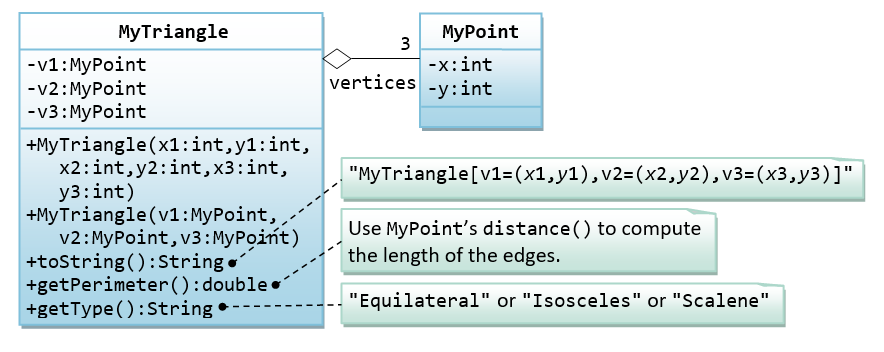 MyTriangle
-v1:MyPoint
-v2:MyPoint
-v3:MyPoint
+MyTriangle(x1:int,y1:int,
x2:int,y2:int,x3:int,
y3:int)
+MyTriangle(v1:MyPoint,
v2:MyPoint,v3:MyPoint)
+toString():String
+getPerimeter():double
+getType():String
3
vertices
MyPoint
-x:int
-y:int
"MyTriangle[v1=(x1,y1),v2=(x2,y2),v3=(x3,y3)]"
Use MyPoint’s distance() to compute
the length of the edges.
"Equilateral" or "Isosceles" or "Scalene"